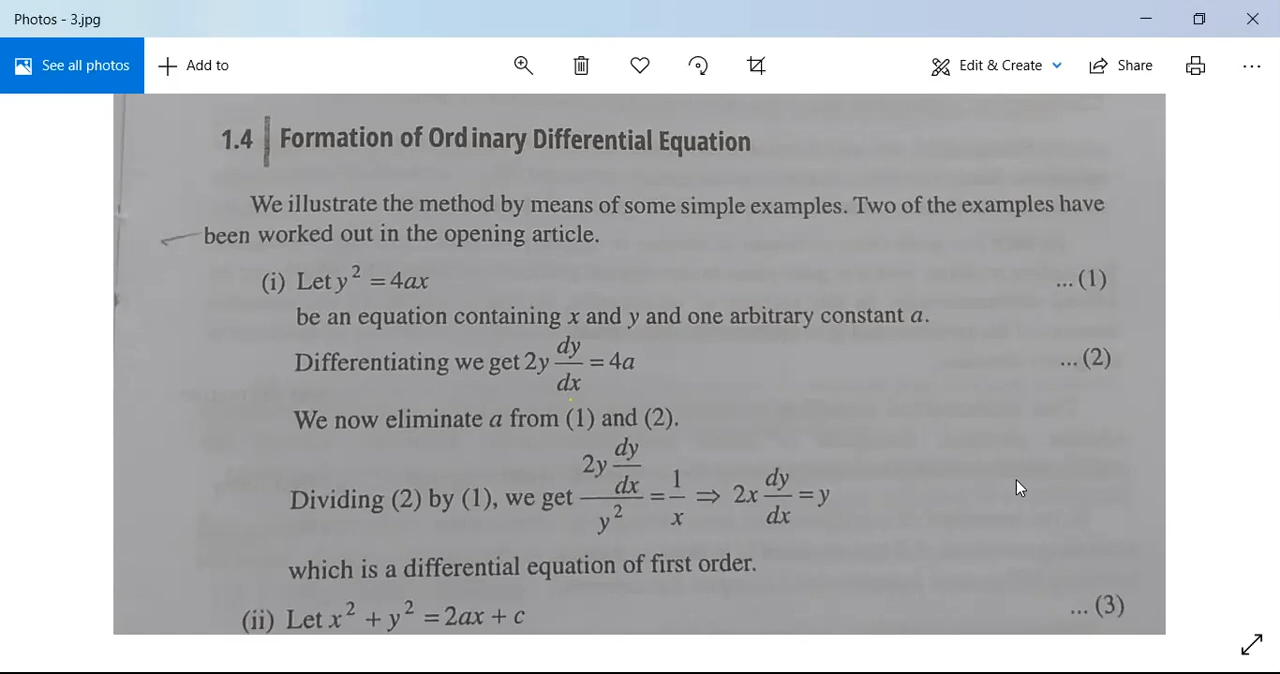 Photos - 3.jpg
See all photos
Add to
Edit & Create
Share
1.4 Formation of Ordinary Differential Equation
We illustrate the method by means of some simple examples. Two of the examples have
been worked out in the opening article.
(i) Let y² = 4ax ... (1)
be an equation containing x and y and one arbitrary constant a.
Differentiating we get 2y dy/dx = 4a ... (2)
We now eliminate a from (1) and (2).
Dividing (2) by (1), we get (2y dy/dx)/y² = 1/x ⇒ 2x dy/dx = y
which is a differential equation of first order.
(ii) Let x² + y² = 2ax + c ... (3)